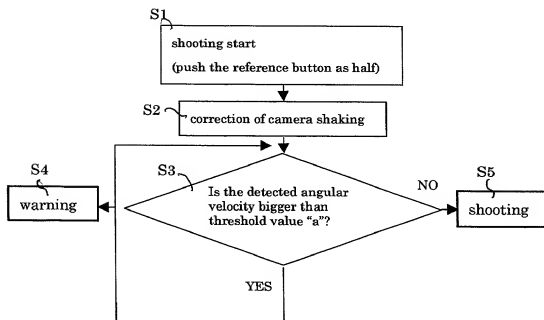 S1
shooting start
(push the reference button as half)
S2
correction of camera shaking
S4
warning
S3
Is the detected angular
velocity bigger than
threshold value "a"?
NO
S5
shooting
YES